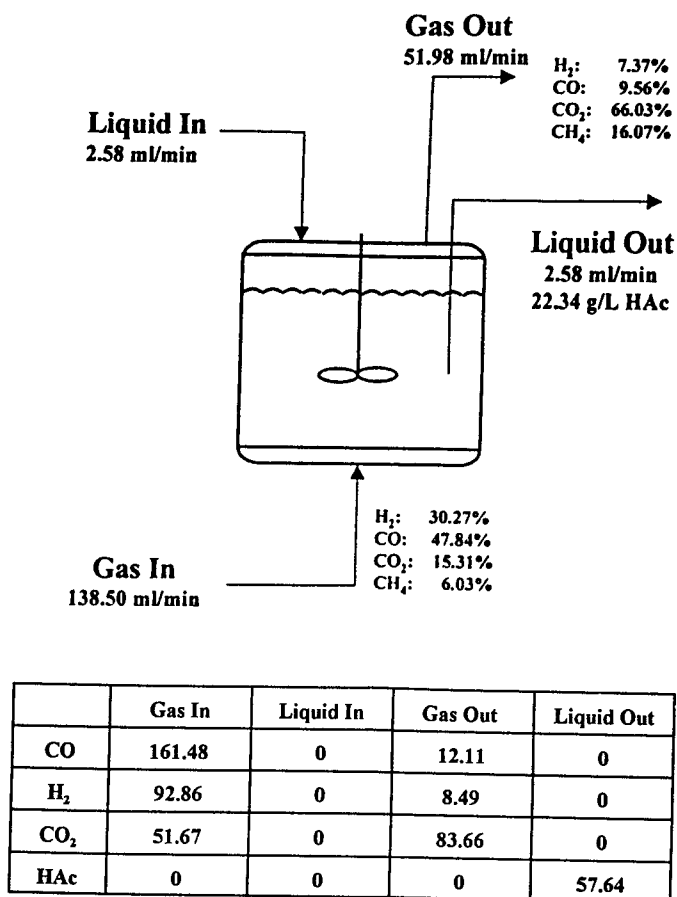 Gas Out
51.98 ml/min
H₂: 7.37%
CO: 9.56%
CO₂: 66.03%
CH₄: 16.07%
Liquid In
2.58 ml/min
Liquid Out
2.58 ml/min
22.34 g/L HAc
H₂: 30.27%
CO: 47.84%
CO₂: 15.31%
CH₄: 6.03%
Gas In
138.50 ml/min
Gas In Liquid In Gas Out Liquid Out
CO 161.48 0 12.11 0
H₂ 92.86 0 8.49 0
CO₂ 51.67 0 83.66 0
HAc 0 0 0 57.64